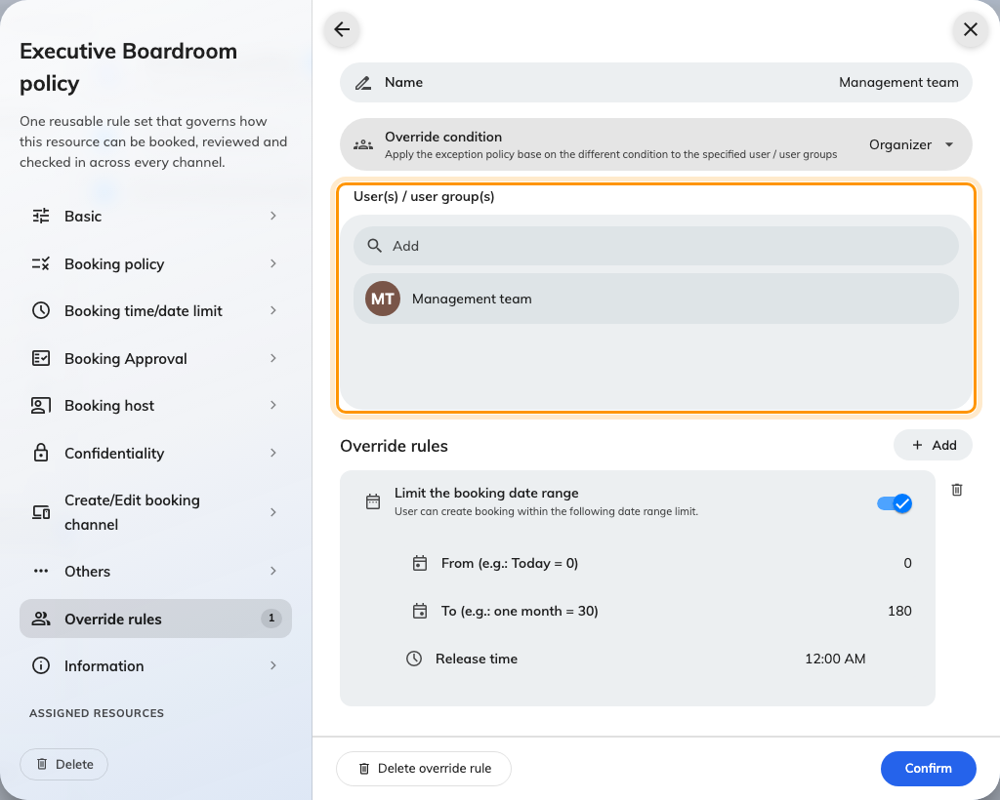 Executive Boardroom
policy
One reusable rule set that governs how
this resource can be booked, reviewed and
checked in across every channel.
Basic
Booking policy
Booking time/date limit
Booking Approval
Booking host
Confidentiality
Create/Edit booking
channel
Others
Override rules 1
Information
ASSIGNED RESOURCES
Delete
Name Management team
Override condition
Apply the exception policy base on the different condition to the specified user / user groups
Organizer
User(s) / user group(s)
Add
MT Management team
Override rules
Add
Limit the booking date range
User can create booking within the following date range limit.
From (e.g.: Today = 0) 0
To (e.g.: one month = 30) 180
Release time 12:00 AM
Delete override rule
Confirm